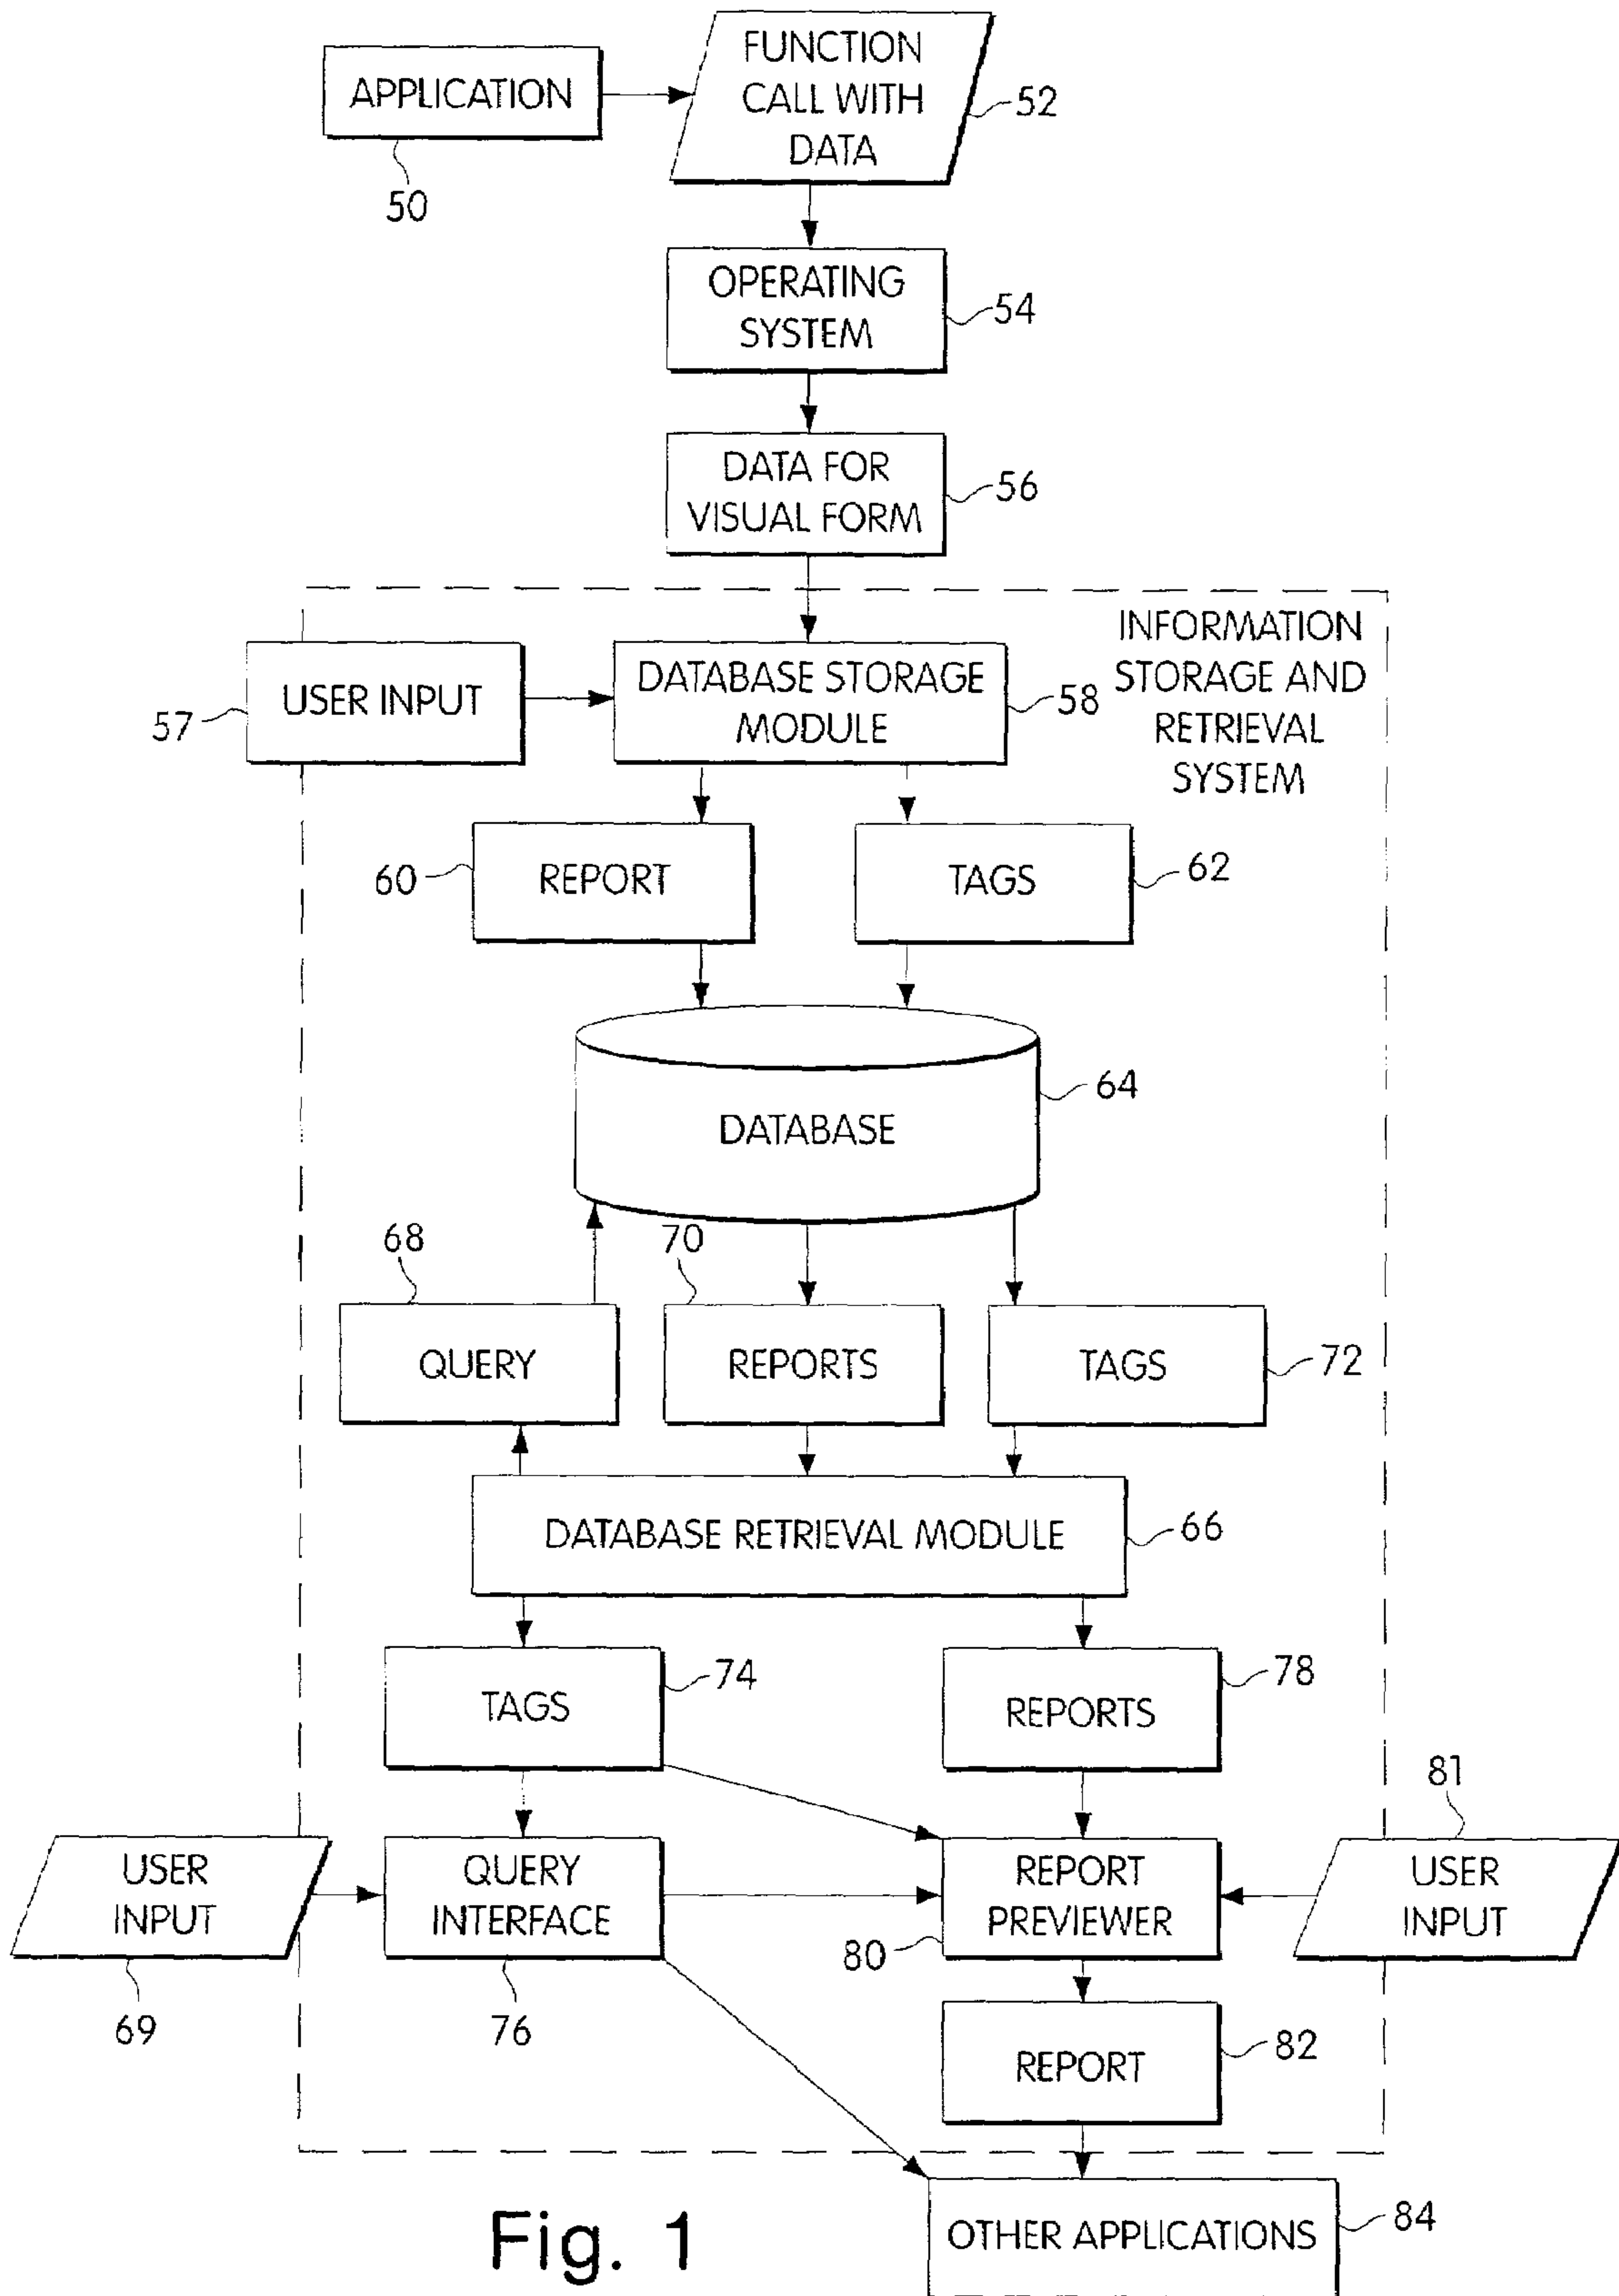 FUNCTION
CALL WITH
DATA
52
APPLICATION
50
OPERATING
SYSTEM
54
DATA FOR
VISUAL FORM
56
INFORMATION
STORAGE AND
RETRIEVAL
SYSTEM
USER INPUT
57
DATABASE STORAGE
MODULE
58
60
REPORT
TAGS
62
DATABASE
64
68
70
QUERY
REPORTS
TAGS
72
DATABASE RETRIEVAL MODULE
66
TAGS
74
REPORTS
78
81
USER
INPUT
69
QUERY
INTERFACE
76
REPORT
PREVIEWER
80
USER
INPUT
REPORT
82
OTHER APPLICATIONS
84
Fig. 1